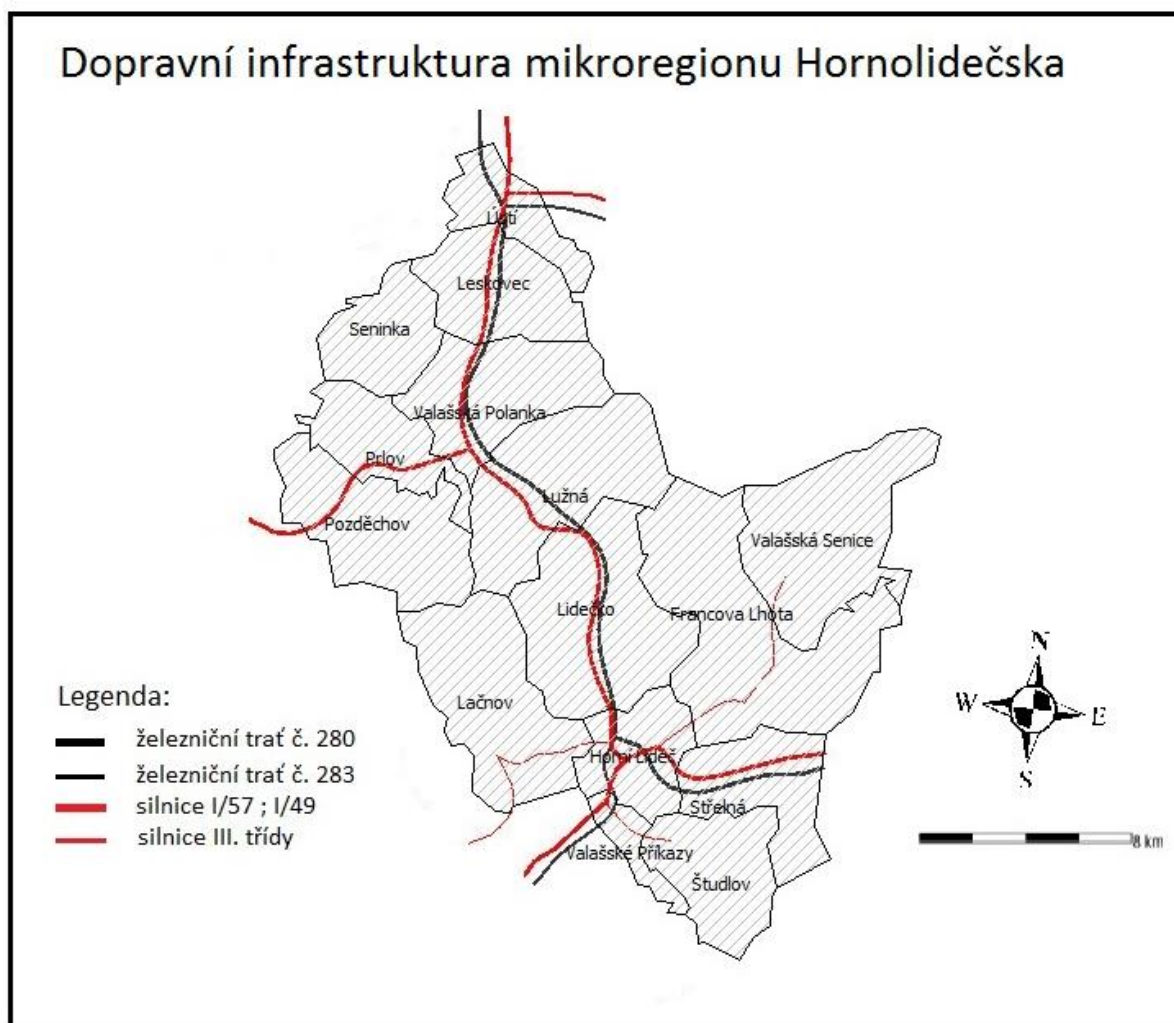 Dopravní infrastruktura mikroregionu Hornolidečska
Ústí
Leskovec
Seninka
Valašská Polanka
Prlov
Lužná
Pozděchov
Valašská Senice
Lidečko
Francova Lhota
Lačnov
Horní Lideč
Střelná
Valašské Příkazy
Študlov
N
W
E
S
8 km
Legenda:
železniční trať č. 280
železniční trať č. 283
silnice I/57 ; I/49
silnice III. třídy